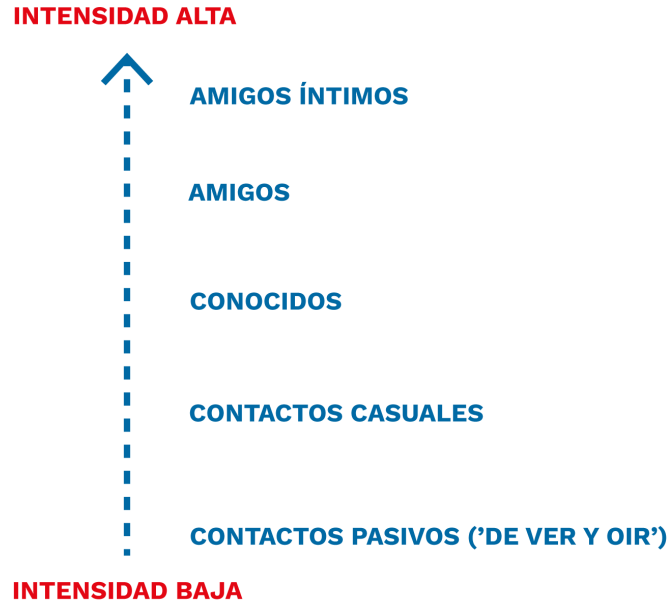 INTENSIDAD ALTA
AMIGOS ÍNTIMOS
AMIGOS
CONOCIDOS
CONTACTOS CASUALES
CONTACTOS PASIVOS (’DE VER Y OIR’)
INTENSIDAD BAJA